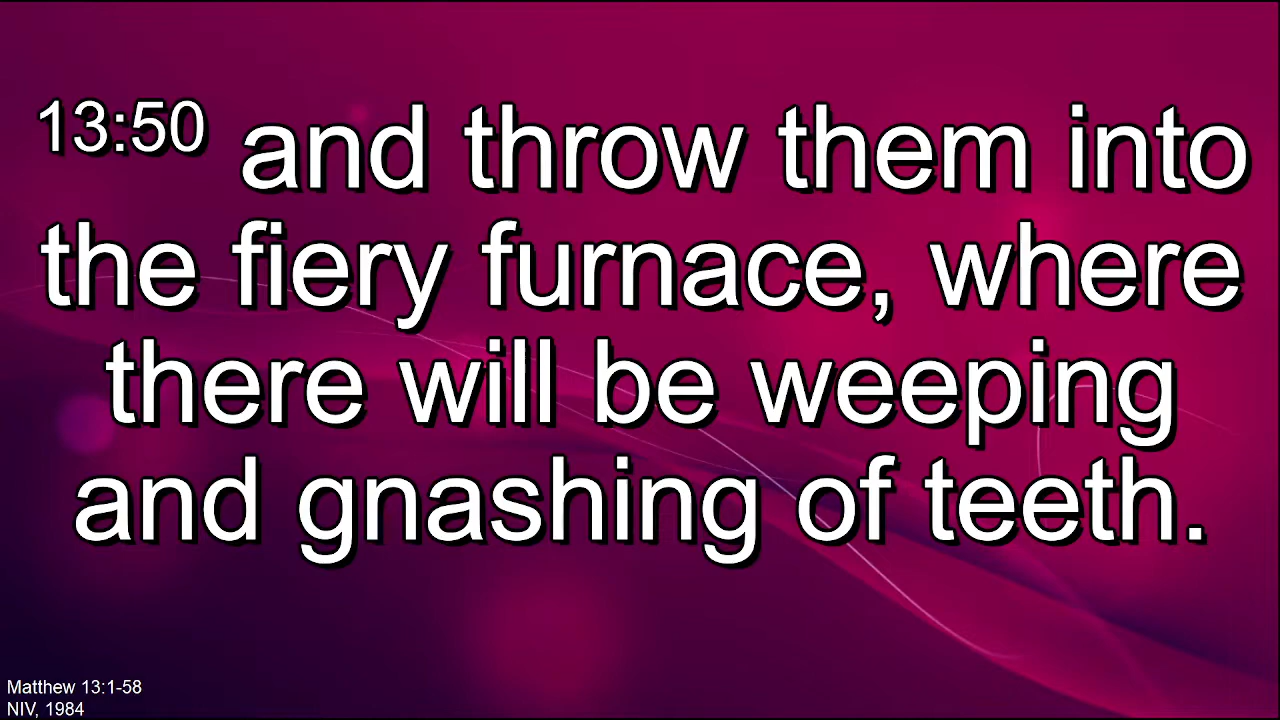 13:50 and throw them into
the fiery furnace, where
there will be weeping
and gnashing of teeth.
Matthew 13:1-58
NIV, 1984